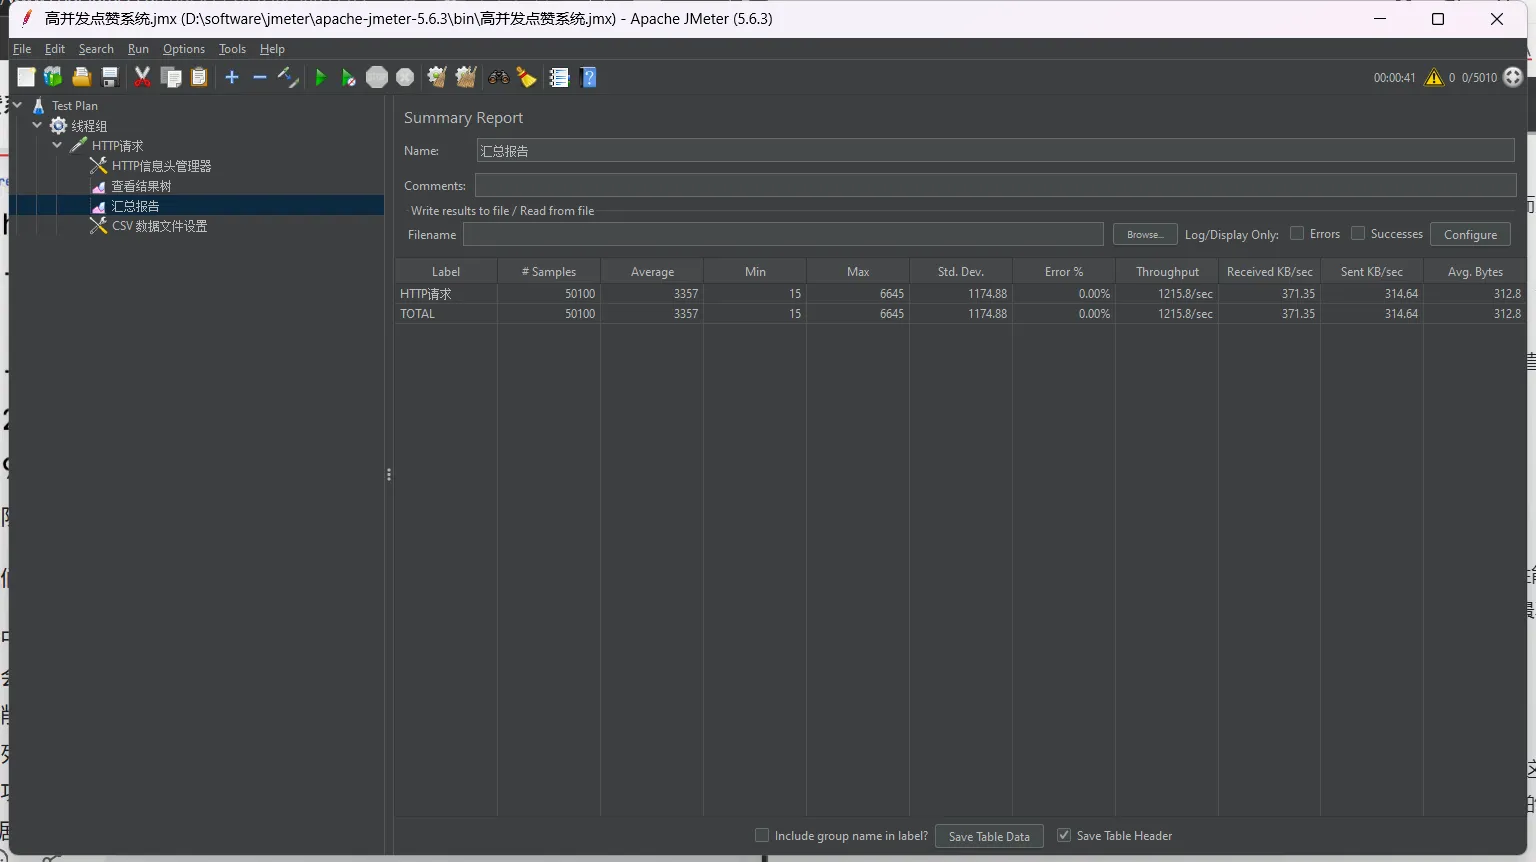 高并发点赞系统.jmx (D:\software\jmeter\apache-jmeter-5.6.3\bin\高并发点赞系统.jmx) - Apache JMeter (5.6.3)
File Edit Search Run Options Tools Help
00:00:41 0 0/5010
Test Plan
线程组
HTTP请求
HTTP信息头管理器
查看结果树
汇总报告
CSV 数据文件设置
Summary Report
Name: 汇总报告
Comments:
Write results to file / Read from file
Filename Browse... Log/Display Only: Errors Successes Configure
Label # Samples Average Min Max Std. Dev. Error % Throughput Received KB/sec Sent KB/sec Avg. Bytes
HTTP请求 50100 3357 15 6645 1174.88 0.00% 1215.8/sec 371.35 314.64 312.8
TOTAL 50100 3357 15 6645 1174.88 0.00% 1215.8/sec 371.35 314.64 312.8
Include group name in label? Save Table Data Save Table Header